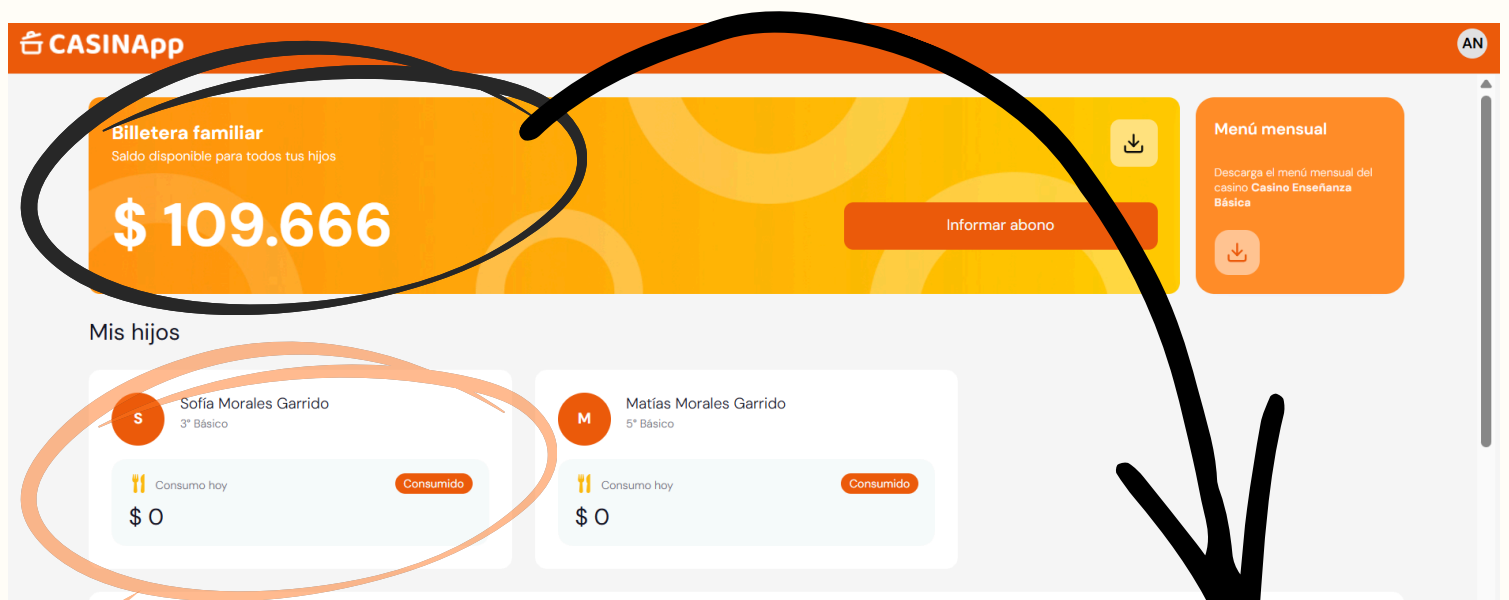 CASINApp
AN
Billetera familiar
Saldo disponible para todos tus hijos
$ 109.666
Informar abono
Menú mensual
Descarga el menú mensual del
casino Casino Enseñanza
Básica
Mis hijos
S
Sofía Morales Garrido
3° Básico
Consumo hoy
Consumido
$ 0
M
Matías Morales Garrido
5° Básico
Consumo hoy
Consumido
$ 0